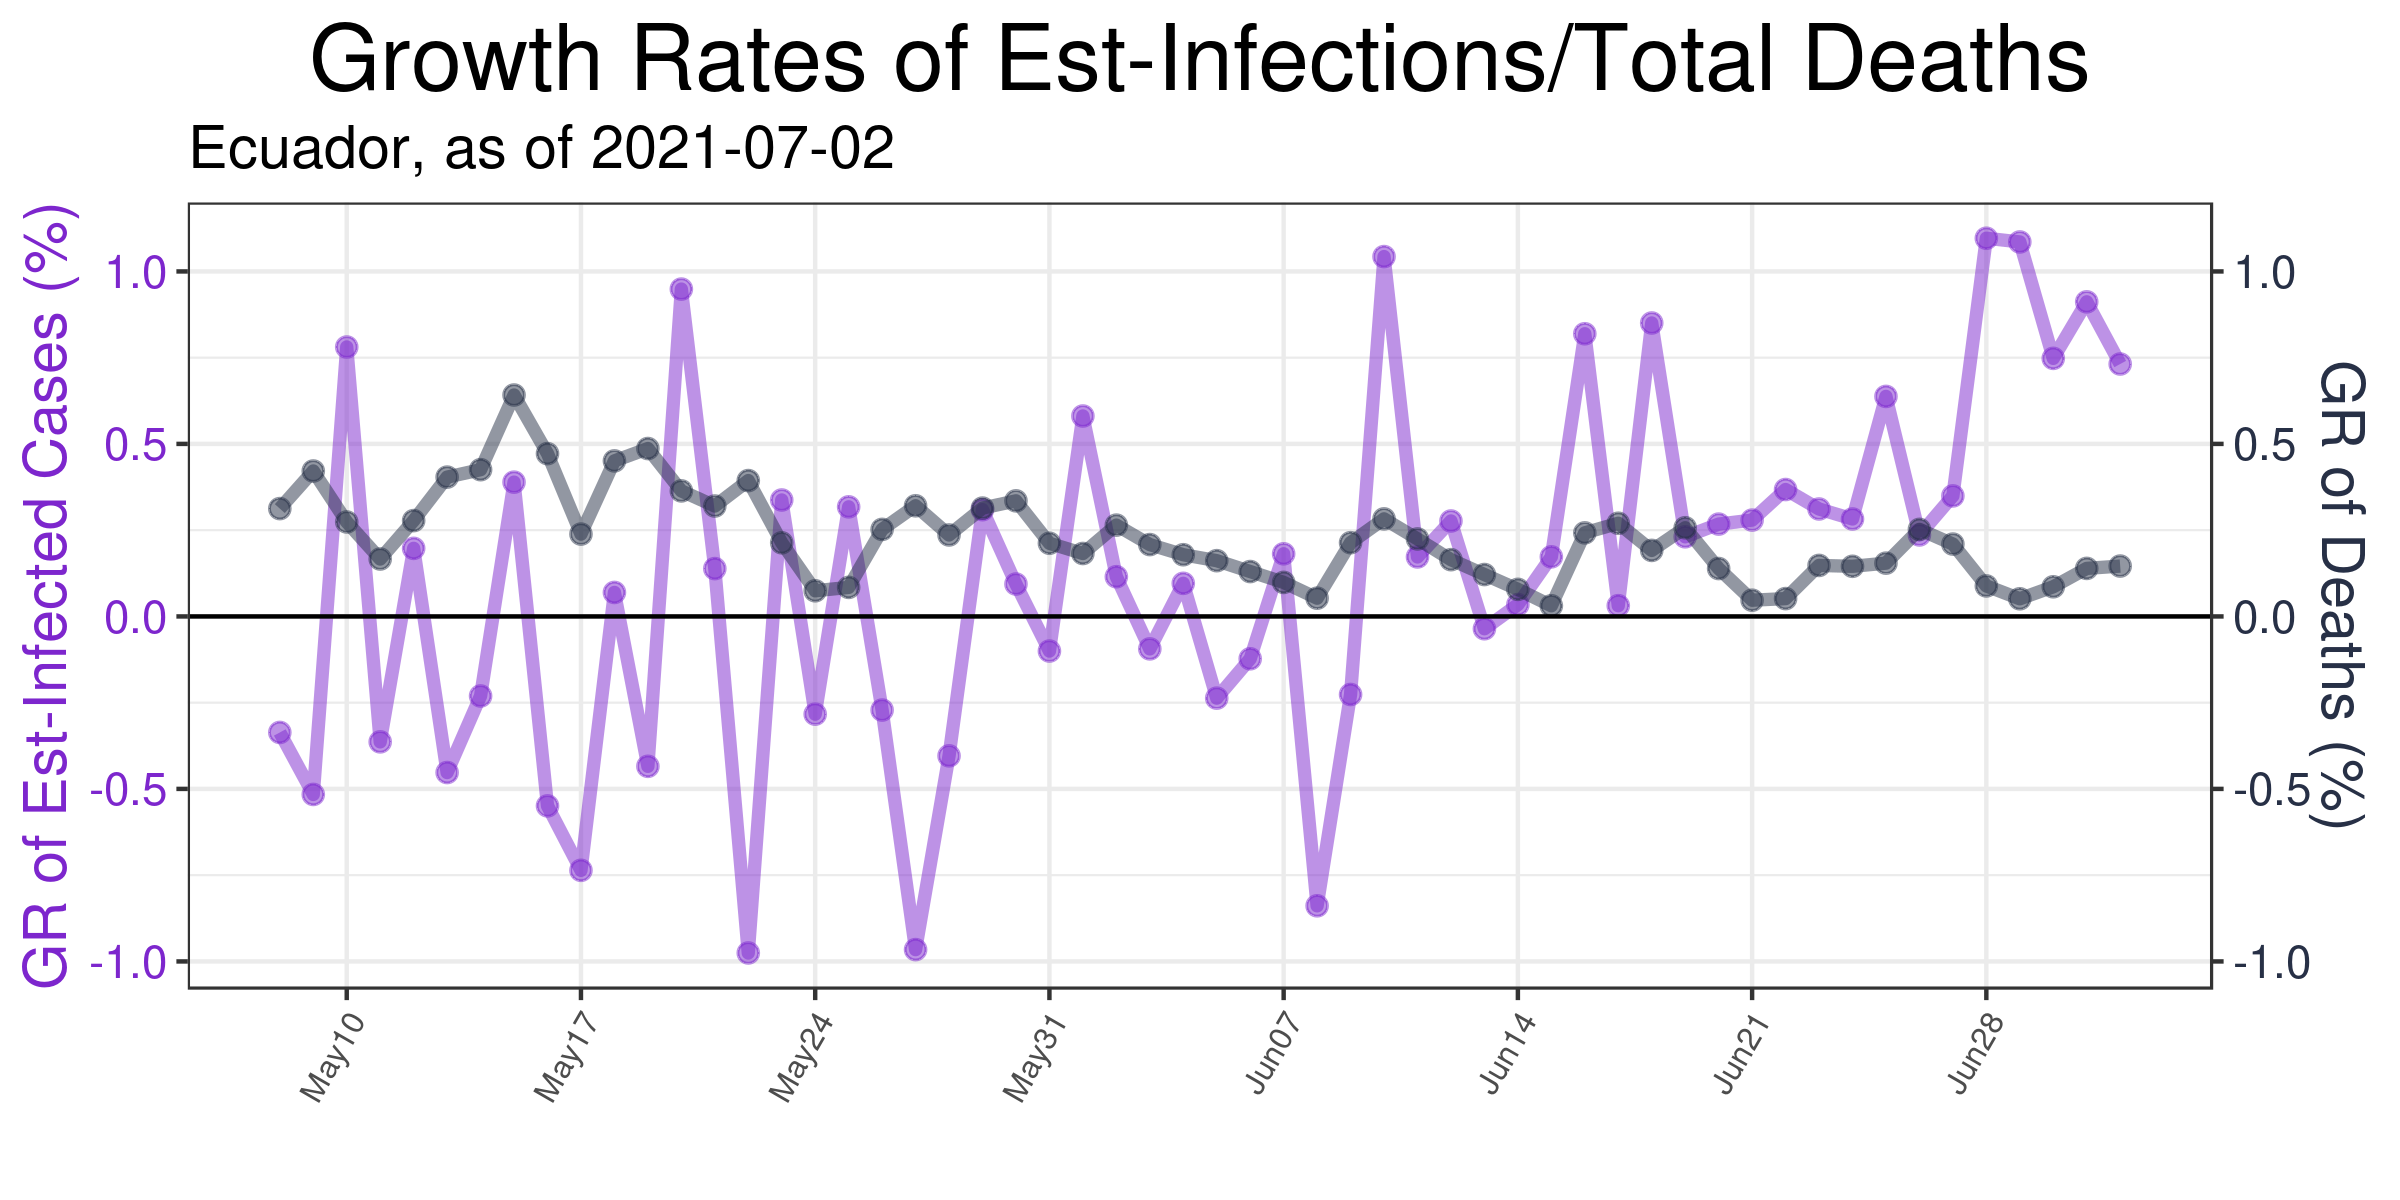 Growth Rates of Est-Infections/Total Deaths
Ecuador, as of 2021-07-02
GR of Est-Infected Cases (%)
1.0
0.5
0.0
-0.5
-1.0
1.0
0.5
0.0
-0.5
-1.0
GR of Deaths (%)
May10
May17
May24
May31
Jun07
Jun14
Jun21
Jun28